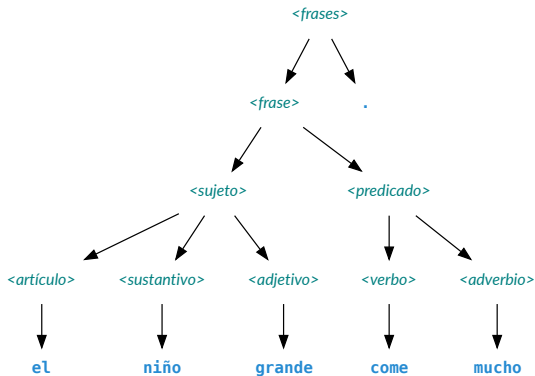 <frases>
<frase> .
<sujeto> <predicado>
<artículo> <sustantivo> <adjetivo> <verbo> <adverbio>
el niño grande come mucho